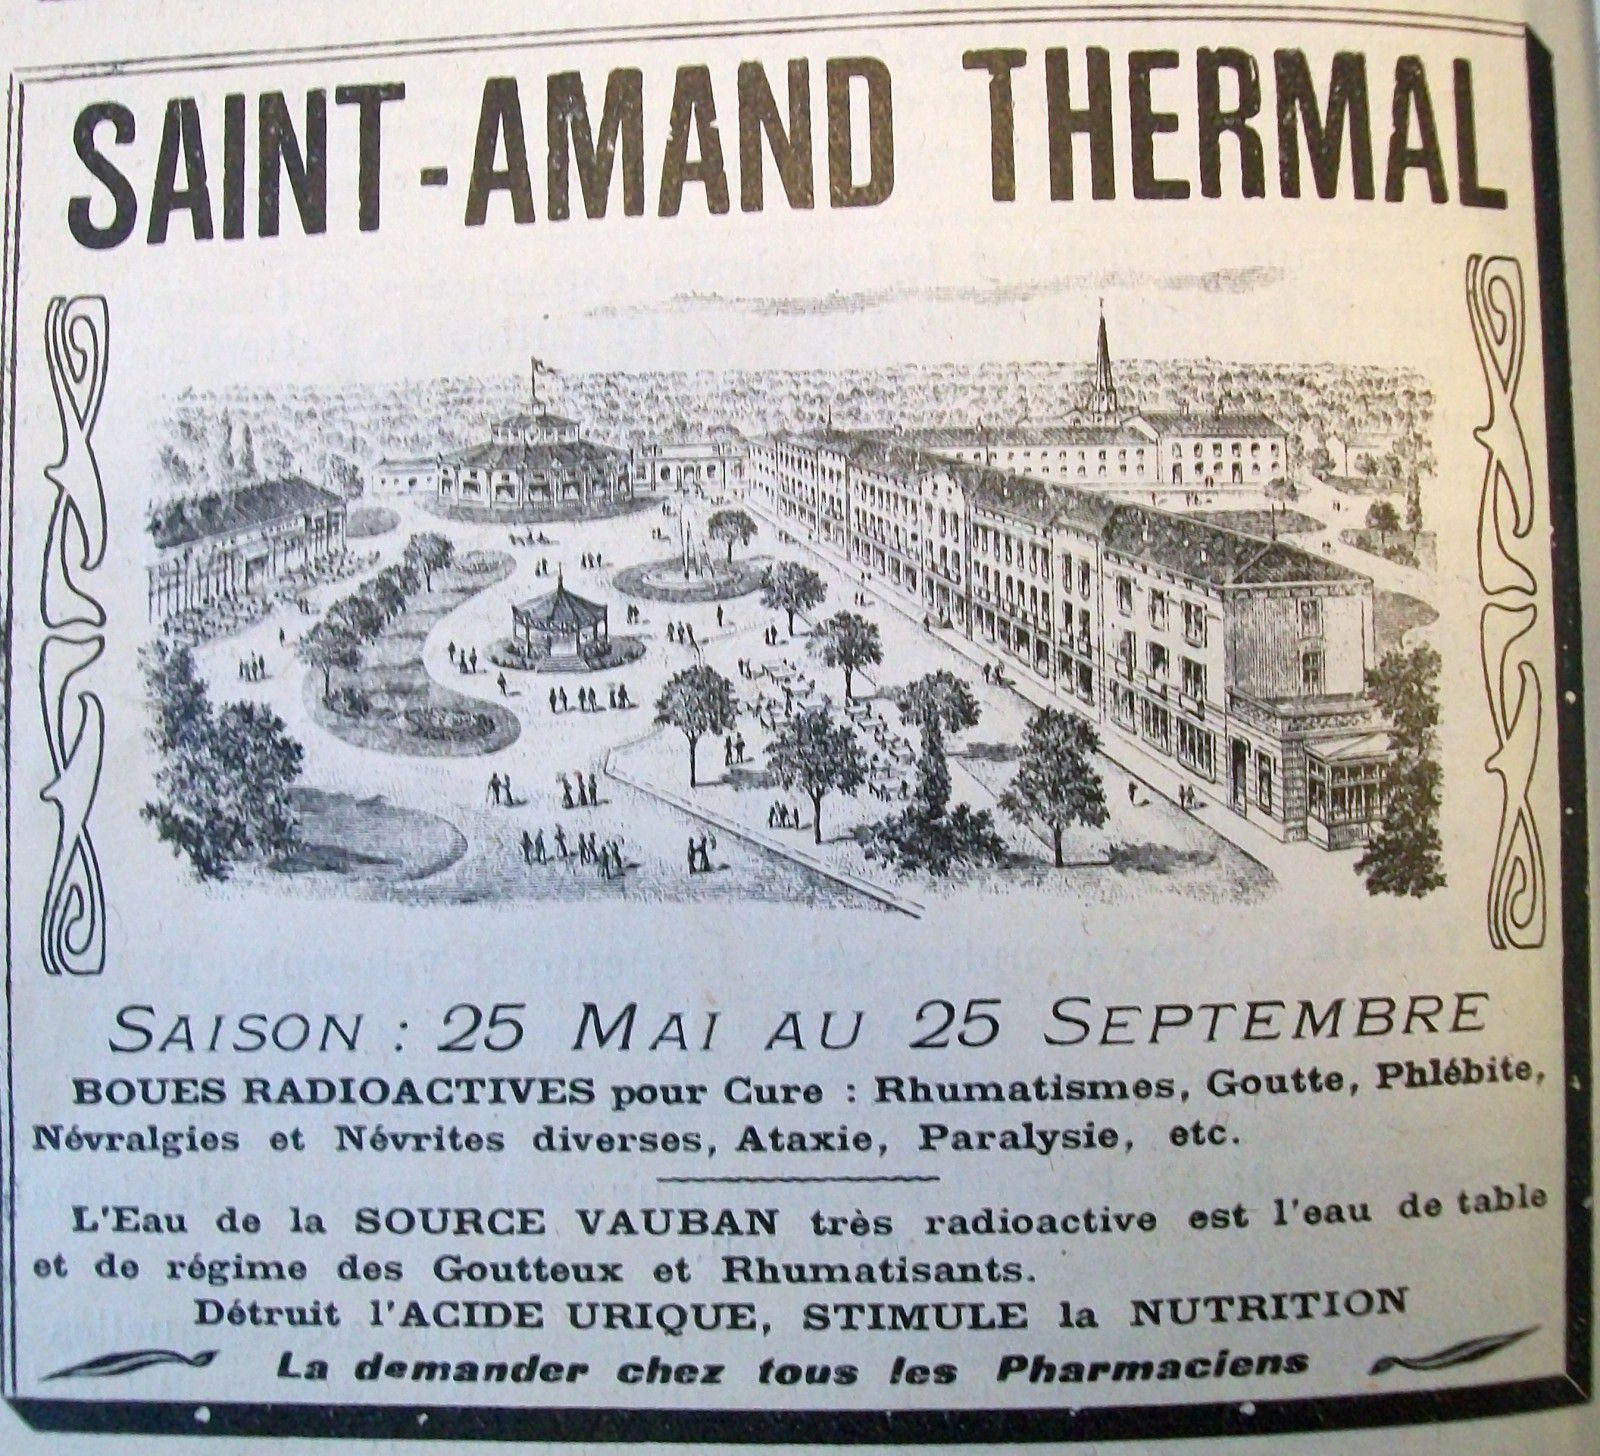 SAINT-AMAND THERMAL
SAISON : 25 MAI AU 25 SEPTEMBRE
BOUES RADIOACTIVES pour Cure : Rhumatismes, Goutte, Phlébite,
Névralgies et Névrites diverses, Ataxie, Paralysie, etc.
L'Eau de la SOURCE VAUBAN très radioactive est l'eau de table
et de régime des Goutteux et Rhumatisants.
Détruit l'ACIDE URIQUE, STIMULE la NUTRITION
La demander chez tous les Pharmaciens